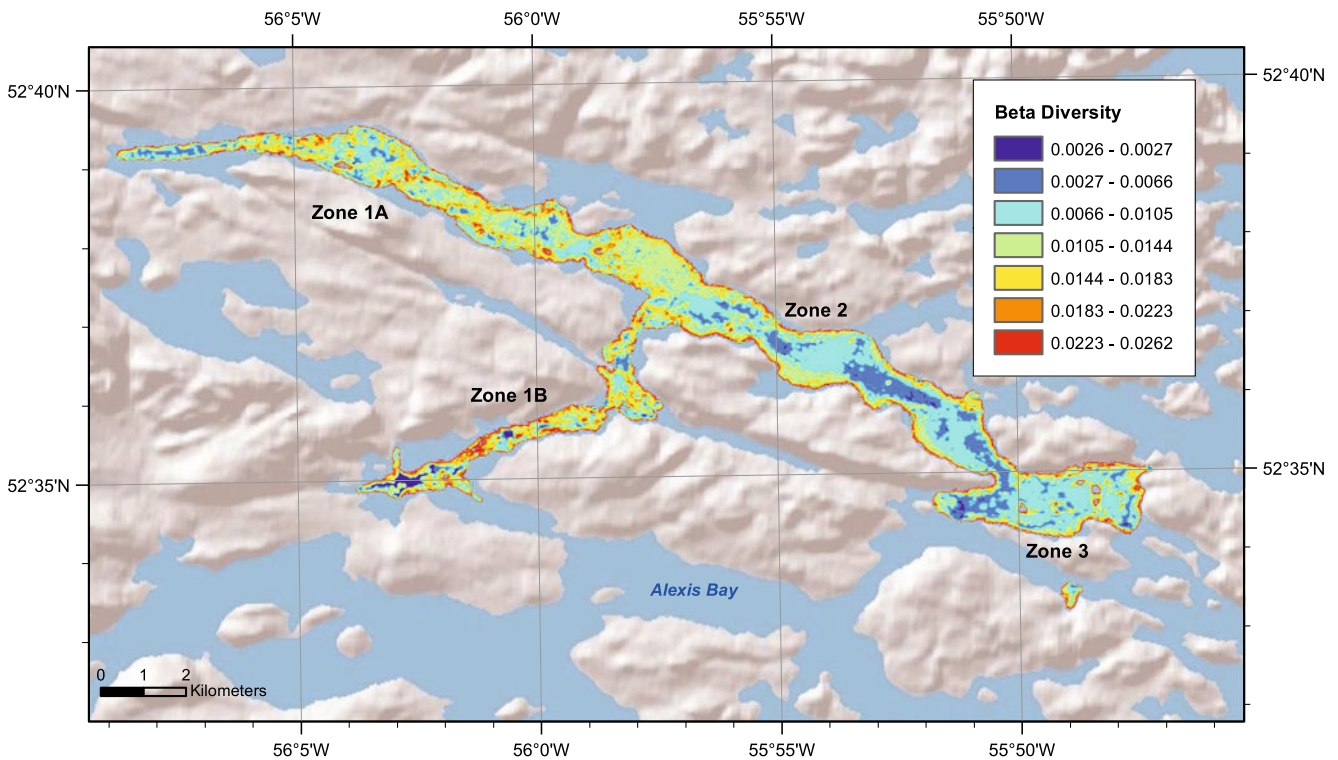 56°5'W 56°0'W 55°55'W 55°50'W
52°40'N 52°40'N
Beta Diversity
0.0026 - 0.0027
0.0027 - 0.0066
0.0066 - 0.0105
0.0105 - 0.0144
0.0144 - 0.0183
0.0183 - 0.0223
0.0223 - 0.0262
Zone 1A
Zone 2
Zone 1B
52°35'N 52°35'N
Zone 3
Alexis Bay
0 1 2
Kilometers
56°5'W 56°0'W 55°55'W 55°50'W